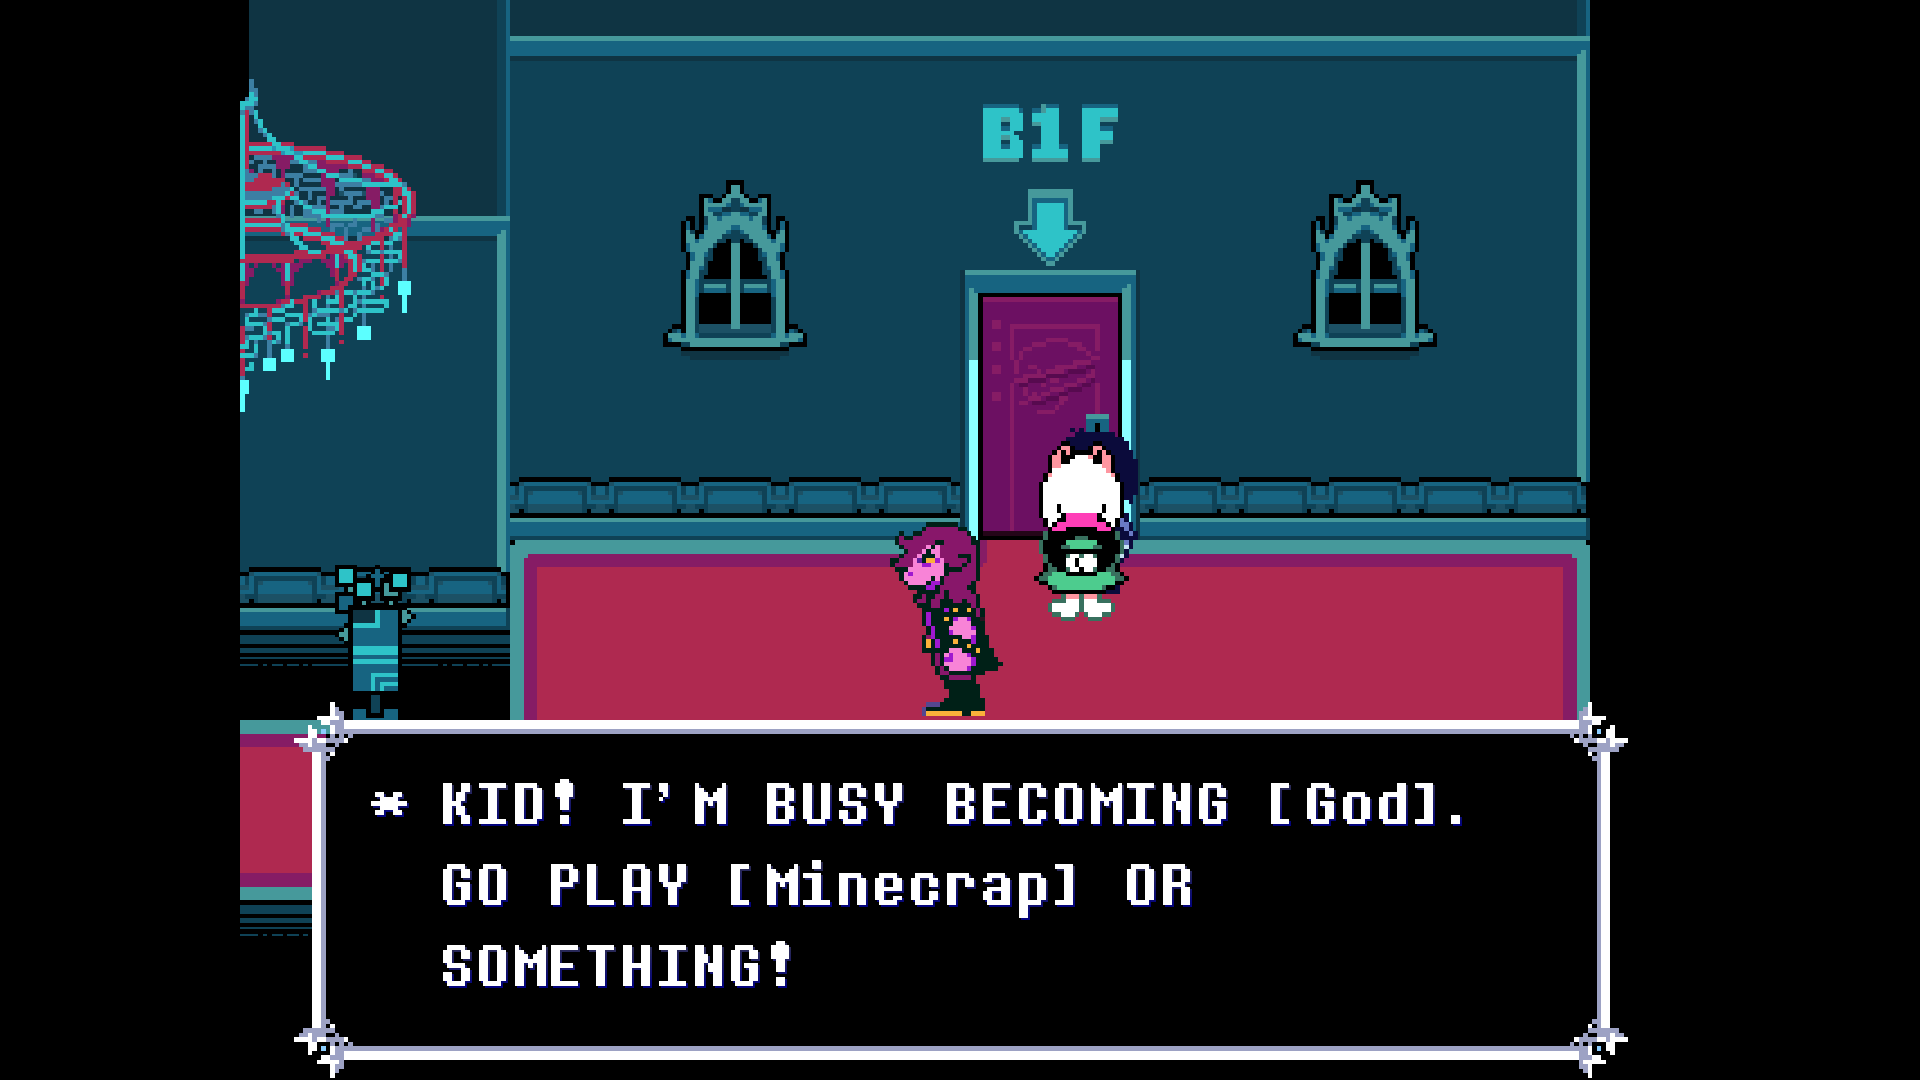 B1F
* KID! I'M BUSY BECOMING [God].
GO PLAY [Minecrap] OR
SOMETHING!